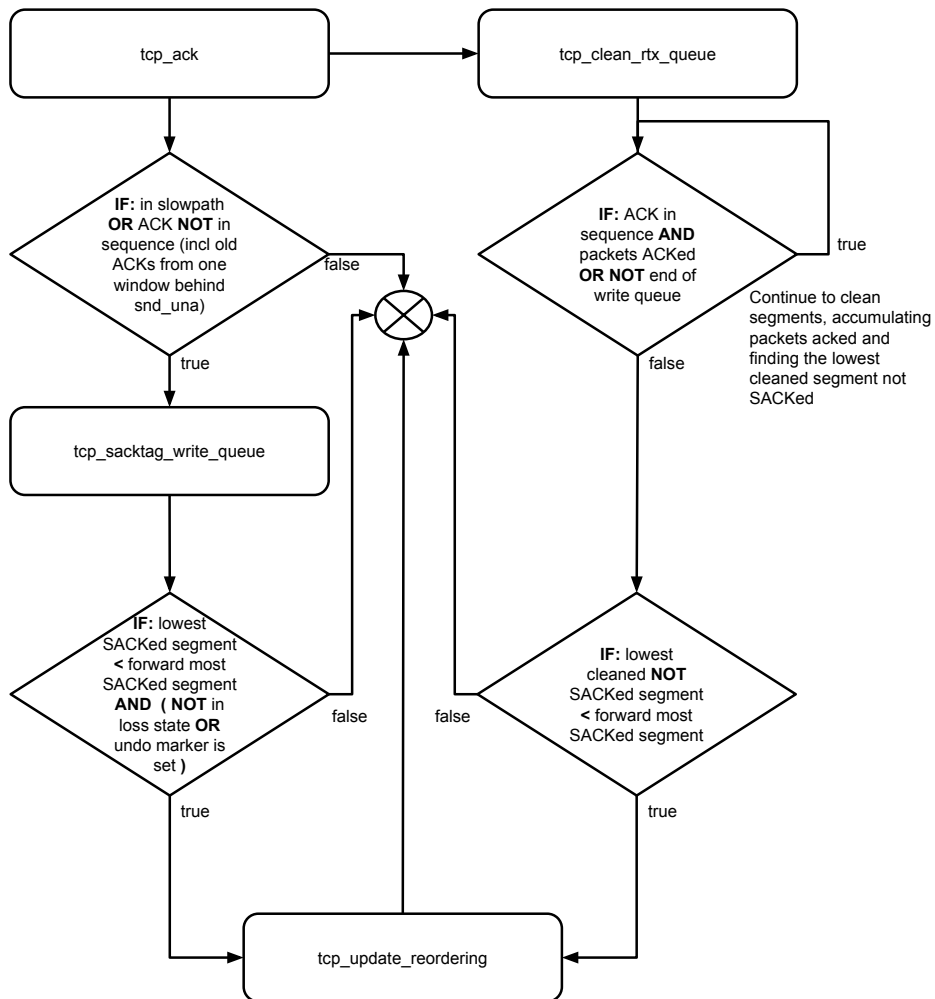 tcp_ack
tcp_clean_rtx_queue
IF: in slowpath
OR ACK NOT in
sequence (incl old
ACKs from one
window behind
snd_una)
false
true
IF: ACK in
sequence AND
packets ACKed
OR NOT end of
write queue
true
false
Continue to clean
segments, accumulating
packets acked and
finding the lowest
cleaned segment not
SACKed
tcp_sacktag_write_queue
IF: lowest
SACKed segment
< forward most
SACKed segment
AND ( NOT in
loss state OR
undo marker is
set )
false
true
IF: lowest
cleaned NOT
SACKed segment
< forward most
SACKed segment
false
true
tcp_update_reordering